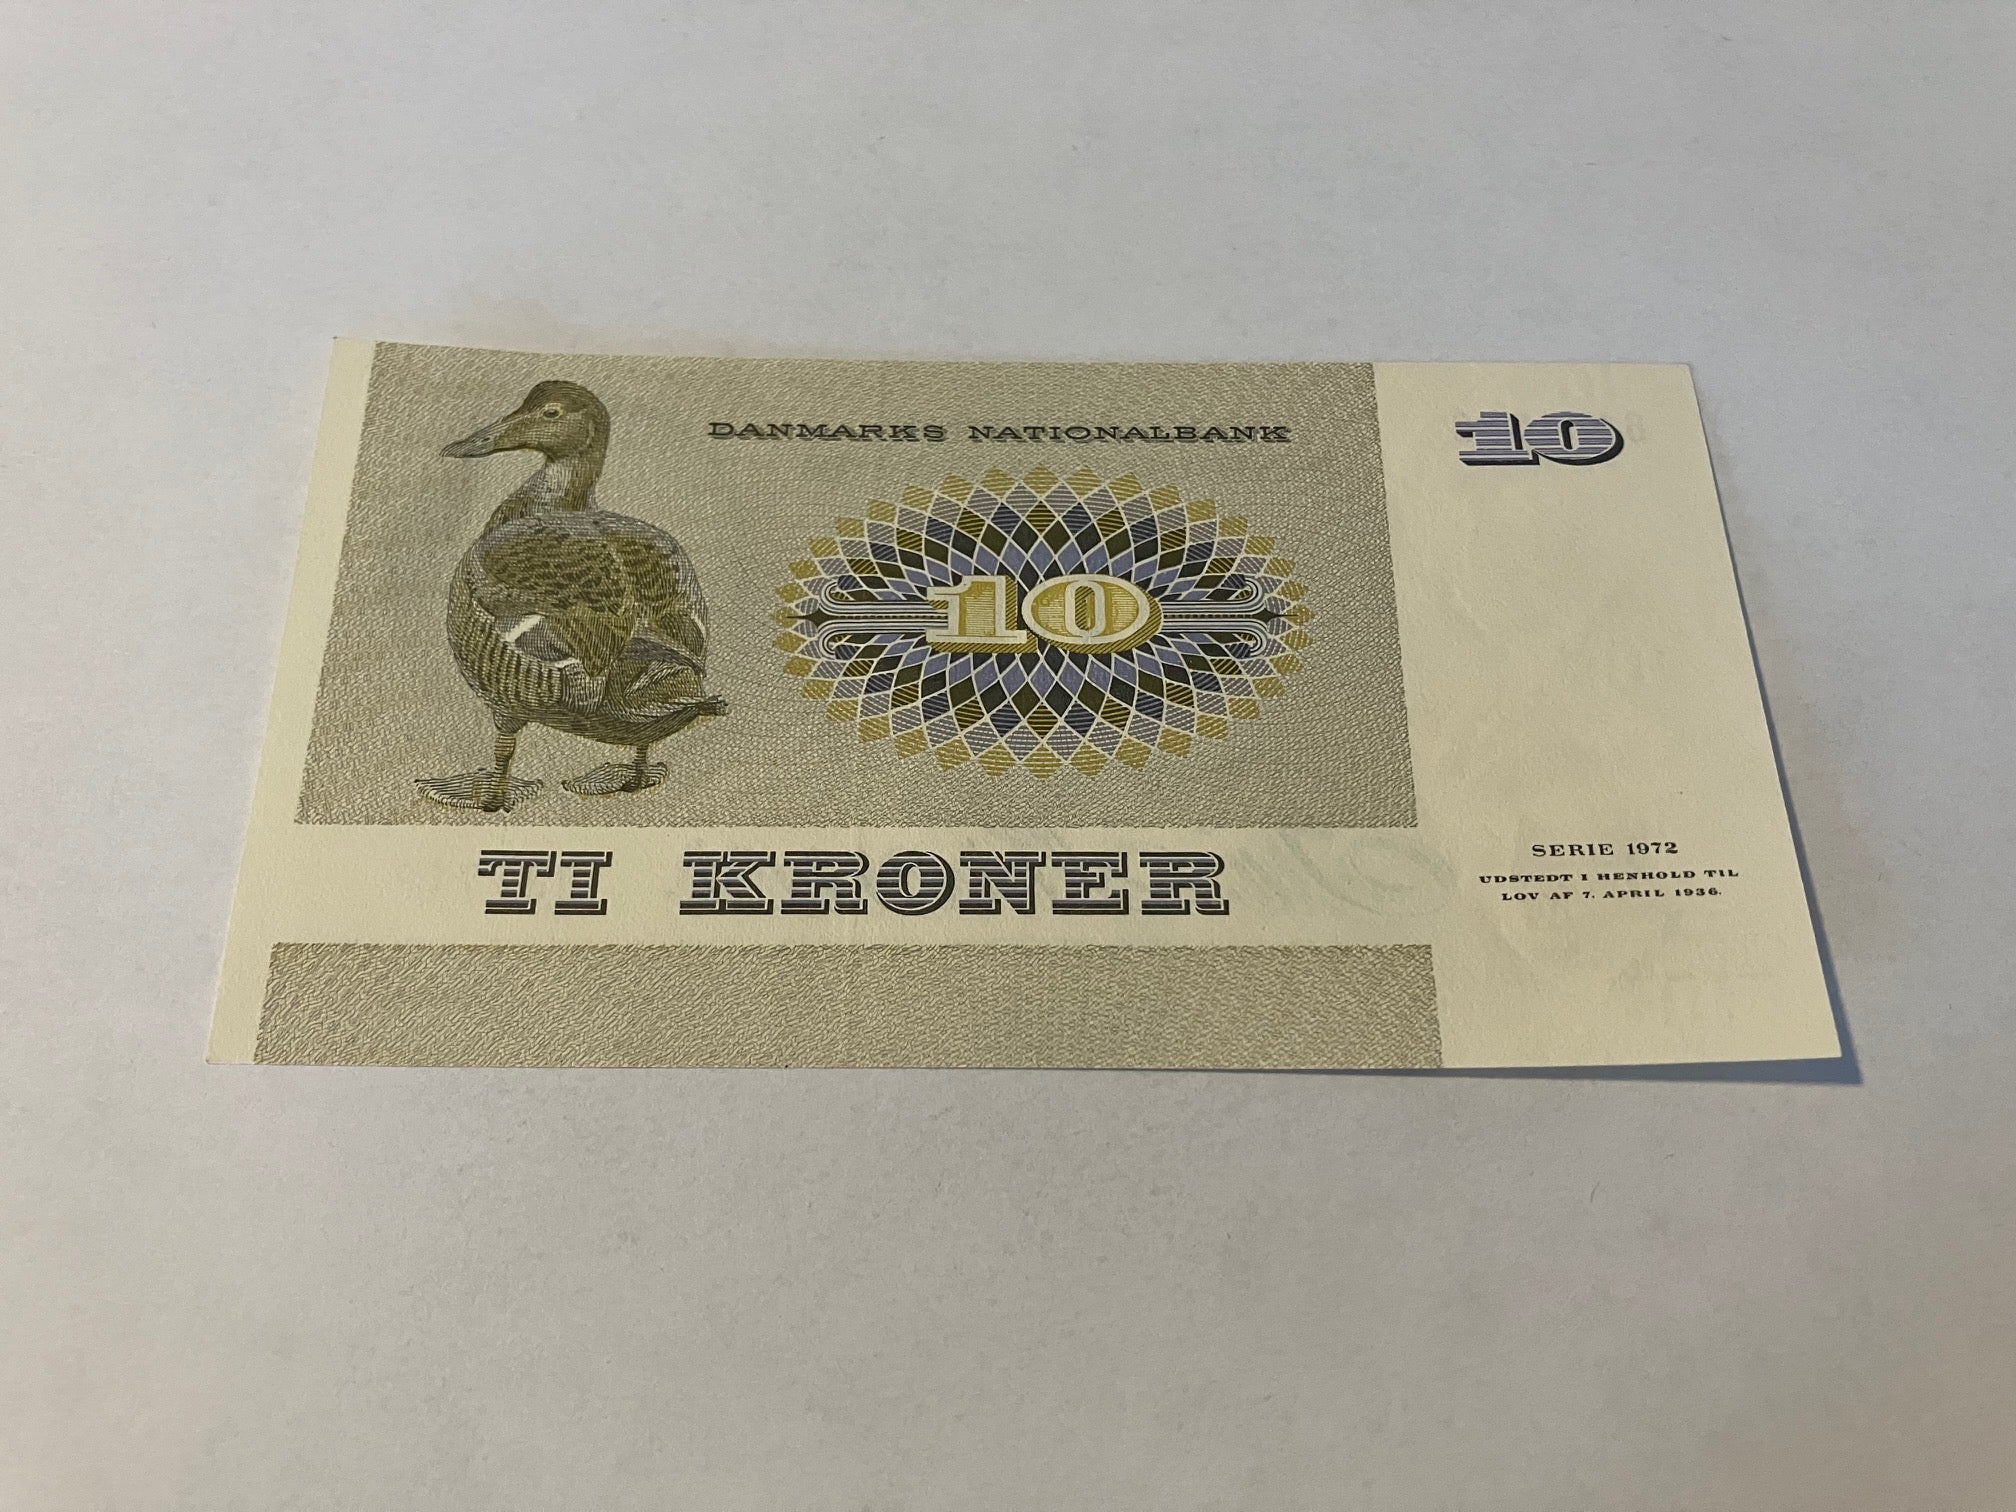 DANMARKS NATIONALBANK
10
10
TI KRONER
SERIE 1972
UDSTEDT I HENHOLD TIL
LOV AF 7. APRIL 1936.